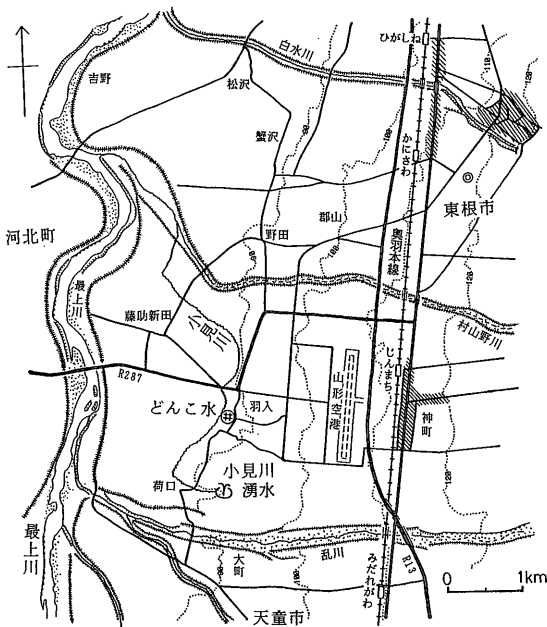 ひがしね
白水川
110
120
吉野
松沢
蟹沢
100
かにさわ
東根市
郡山
野田
奥羽本線
河北町
最上川
藤助新田
小見川
村山野川
じんまち
R287
山形空港
どんこ水
羽入
神町
小見川
湧水
荷口
120
最上川
大町
乱川
みだれがわ
R13
天童市
0
1km